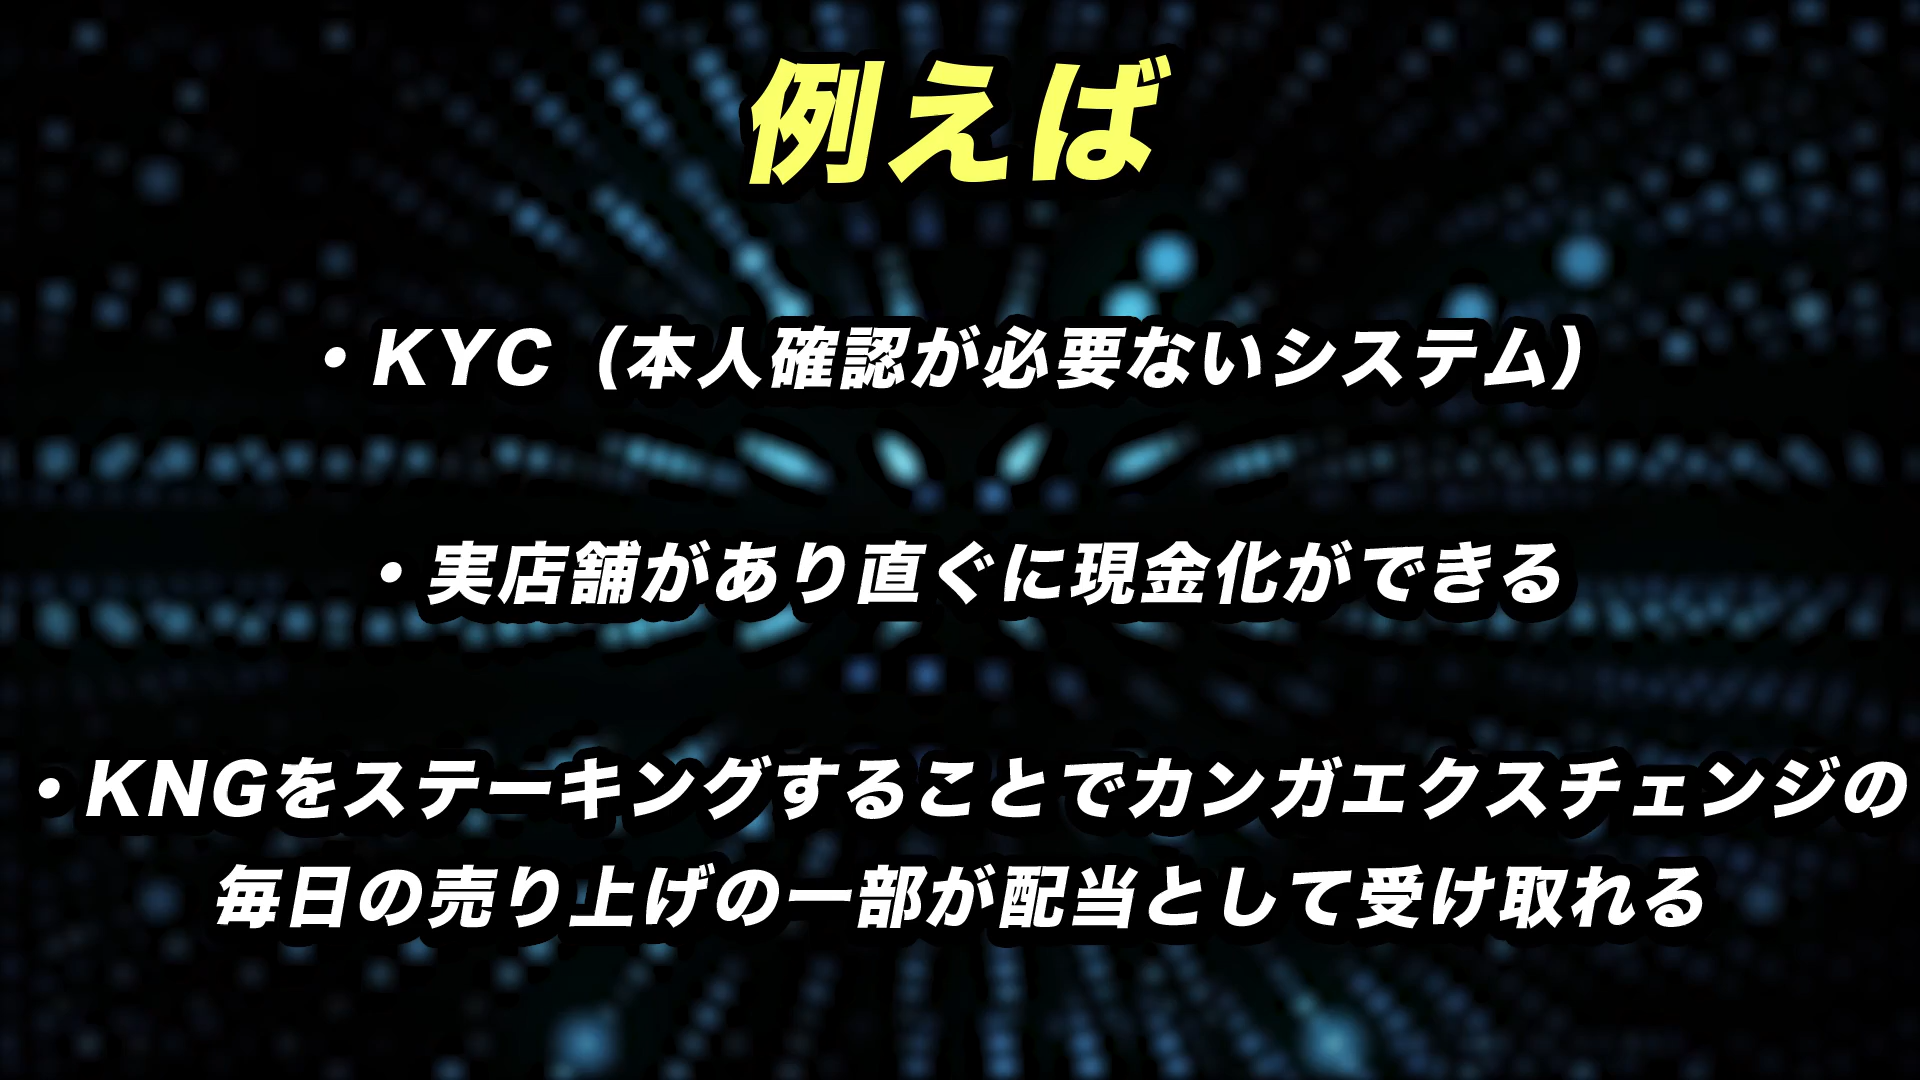 例えば
・KYC（本人確認が必要ないシステム）
・実店舗があり直ぐに現金化ができる
・KNGをステーキングすることでカンガエクスチェンジの
毎日の売り上げの一部が配当として受け取れる